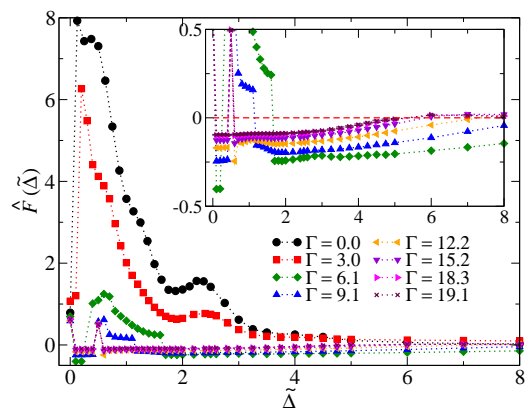 8
6
4
2
0
F̂(Δ̃)
0 2 4 6 8
Δ̃
0.5
0
-0.5
0 2 4 6 8
Γ = 0.0
Γ = 3.0
Γ = 6.1
Γ = 9.1
Γ = 12.2
Γ = 15.2
Γ = 18.3
Γ = 19.1